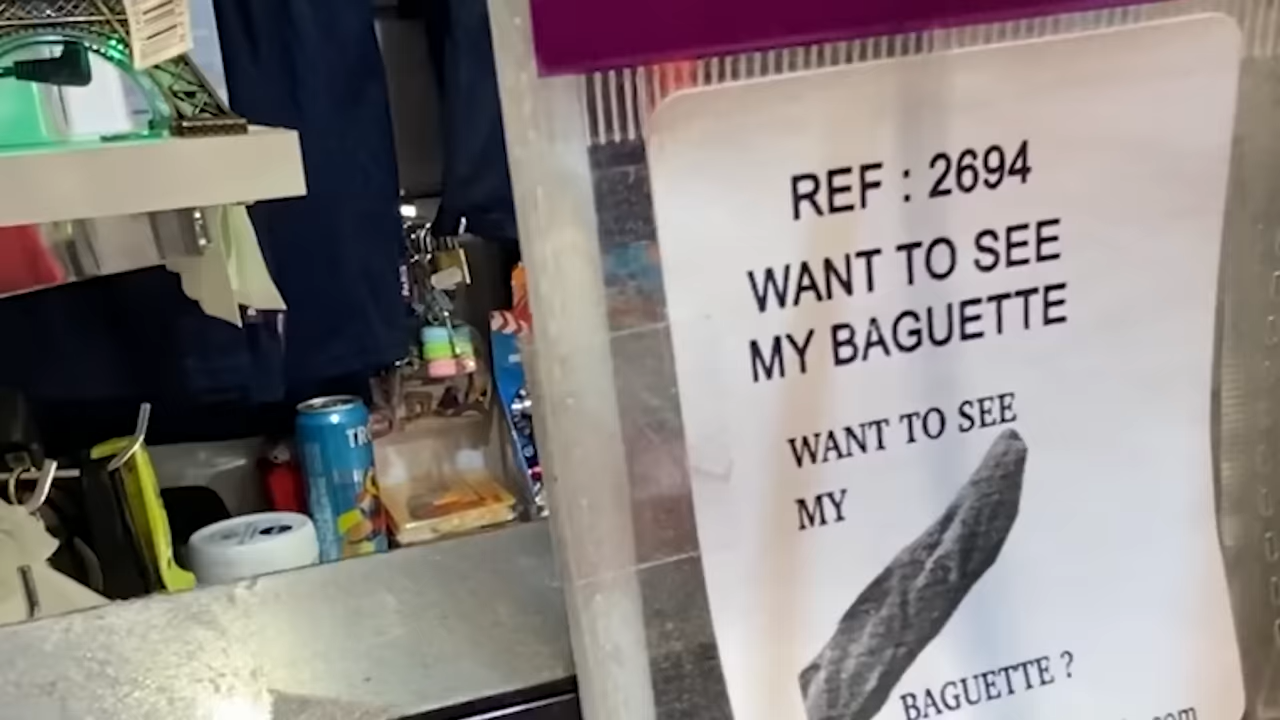 REF : 2694
WANT TO SEE
MY BAGUETTE
WANT TO SEE
MY
BAGUETTE ?